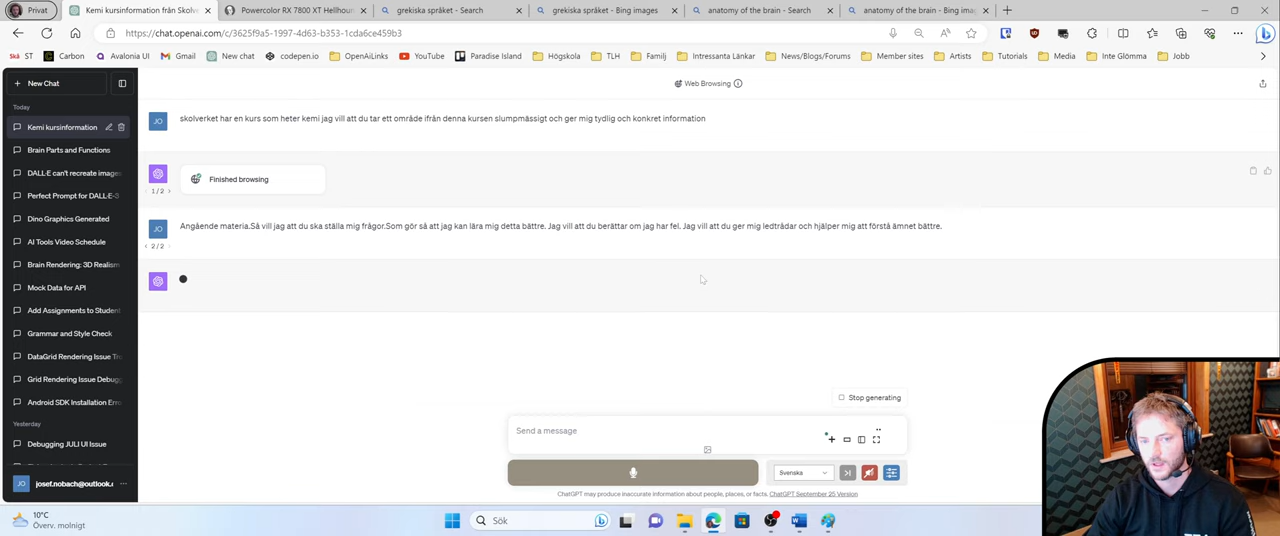 Privat
Kemi kursinformation från Skolver
Powercolor RX 7800 XT Hellhoun
grekiska språket - Search
grekiska språket - Bing images
anatomy of the brain - Search
anatomy of the brain - Bing imag
https://chat.openai.com/c/3625f9a5-1997-4d63-b353-1cda6ce459b3
Skä ST
Carbon
Avalonia UI
Gmail
New chat
codepen.io
OpenAiLinks
YouTube
Paradise Island
Högskola
TLH
Familj
Intressanta Länkar
News/Blogs/Forums
Member sites
Artists
Tutorials
Media
Inte Glömma
Jobb
New Chat
Web Browsing
Today
Kemi kursinformation
Brain Parts and Functions
DALL·E can't recreate images
Perfect Prompt for DALL·E-3
Dino Graphics Generated
AI Tools Video Schedule
Brain Rendering: 3D Realism
Mock Data for API
Add Assignments to Student
Grammar and Style Check
DataGrid Rendering Issue Tr
Grid Rendering Issue Debugg
Android SDK Installation Erro
Yesterday
Debugging JULI UI Issue
JO josef.nobach@outlook.c
JO skolverket har en kurs som heter kemi jag vill att du tar ett område ifrån denna kursen slumpmässigt och ger mig tydlig och konkret information
Finished browsing
1 / 2
JO Angående materia.Så vill jag att du ska ställa mig frågor.Som gör så att jag kan lära mig detta bättre. Jag vill att du berättar om jag har fel. Jag vill att du ger mig ledtrådar och hjälper mig att förstå ämnet bättre.
2 / 2
Stop generating
Send a message
Svenska
ChatGPT may produce inaccurate information about people, places, or facts. ChatGPT September 25 Version
10°C
Överv. molnigt
Sök